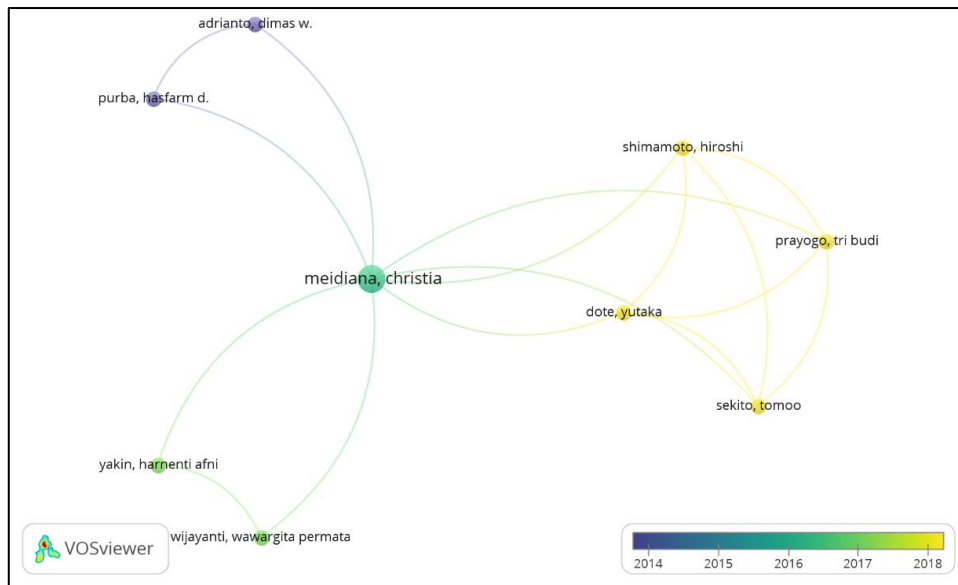 adrianto, dimas w.
purba, hasfarm d.
shimamoto, hiroshi
prayogo, tri budi
meidiana, christia
dote, yutaka
sekito, tomoo
yakin, harnenti afni
wijayanti, wawargita permata
VOSviewer
2014 2015 2016 2017 2018